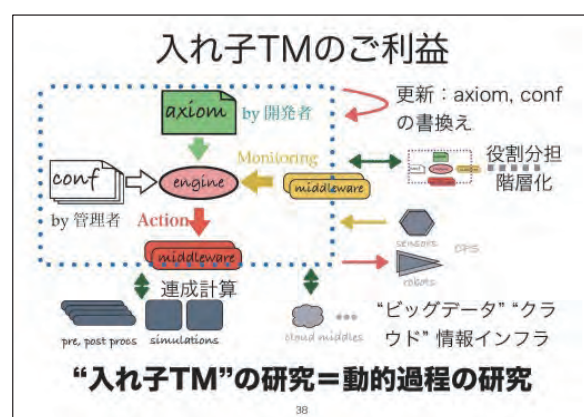 入れ子TMのご利益
axiom
by 開発者
更新：axiom, conf
の書換え
Monitoring
conf
engine
middleware
役割分担
階層化
by 管理者
Action
middleware
sensors
CPS
robots
連成計算
pre, post procs
simulations
cloud middles
“ビッグデータ” “クラ
ウド” 情報インフラ
“入れ子TM”の研究＝動的過程の研究
38